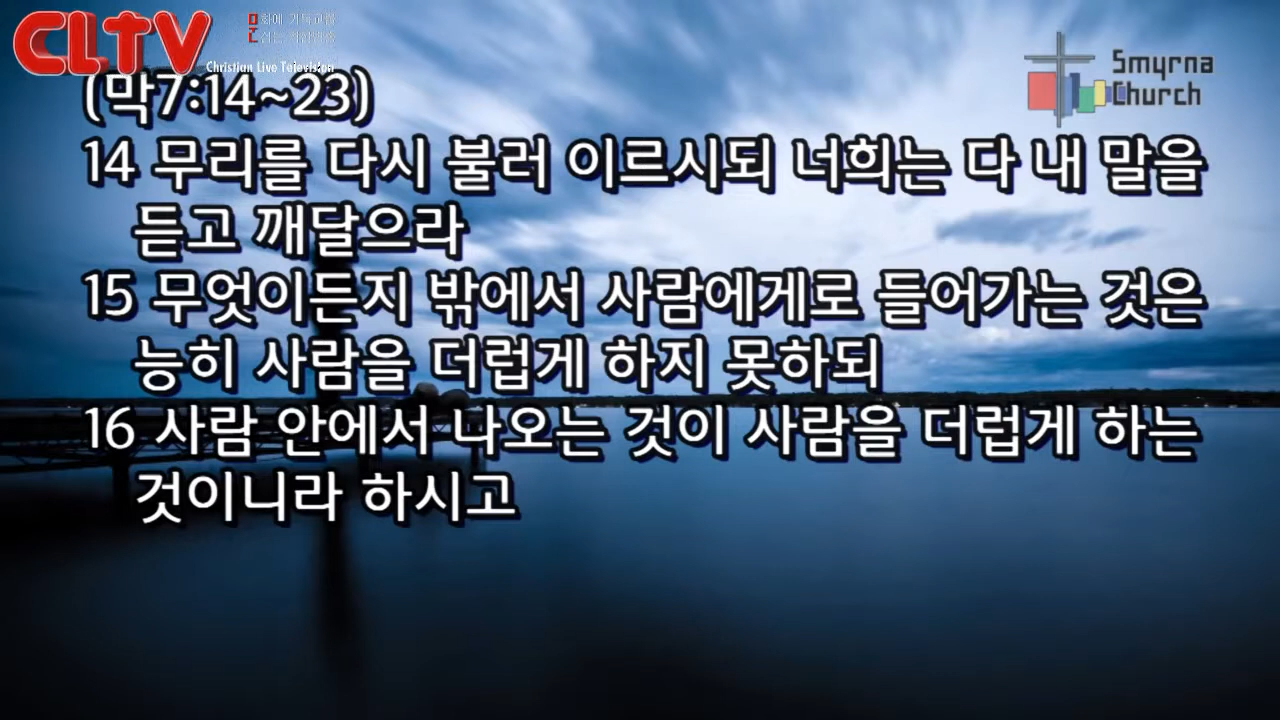 CLTV
Christian Live Television
Smyrna
Church
(막7:14~23)
14 무리를 다시 불러 이르시되 너희는 다 내 말을
듣고 깨달으라
15 무엇이든지 밖에서 사람에게로 들어가는 것은
능히 사람을 더럽게 하지 못하되
16 사람 안에서 나오는 것이 사람을 더럽게 하는
것이니라 하시고